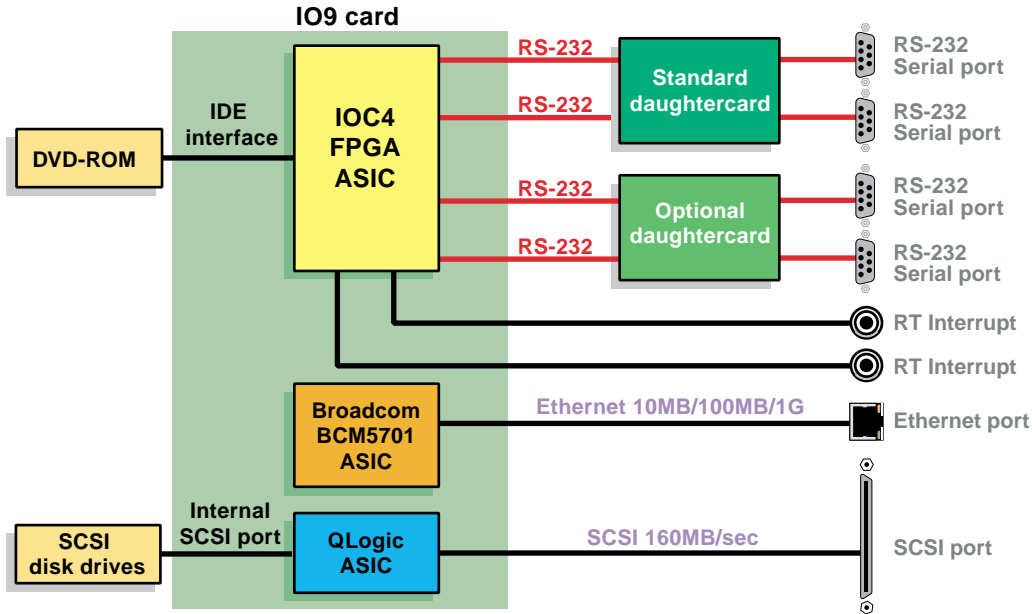 IO9 card
RS-232
RS-232
Serial port
Standard
daughtercard
IDE
interface
IOC4
FPGA
ASIC
RS-232
RS-232
Serial port
DVD-ROM
RS-232
RS-232
Serial port
Optional
daughtercard
RS-232
RS-232
Serial port
RT Interrupt
RT Interrupt
Broadcom
BCM5701
ASIC
Ethernet 10MB/100MB/1G
Ethernet port
Internal
SCSI port
SCSI
disk drives
QLogic
ASIC
SCSI 160MB/sec
SCSI port